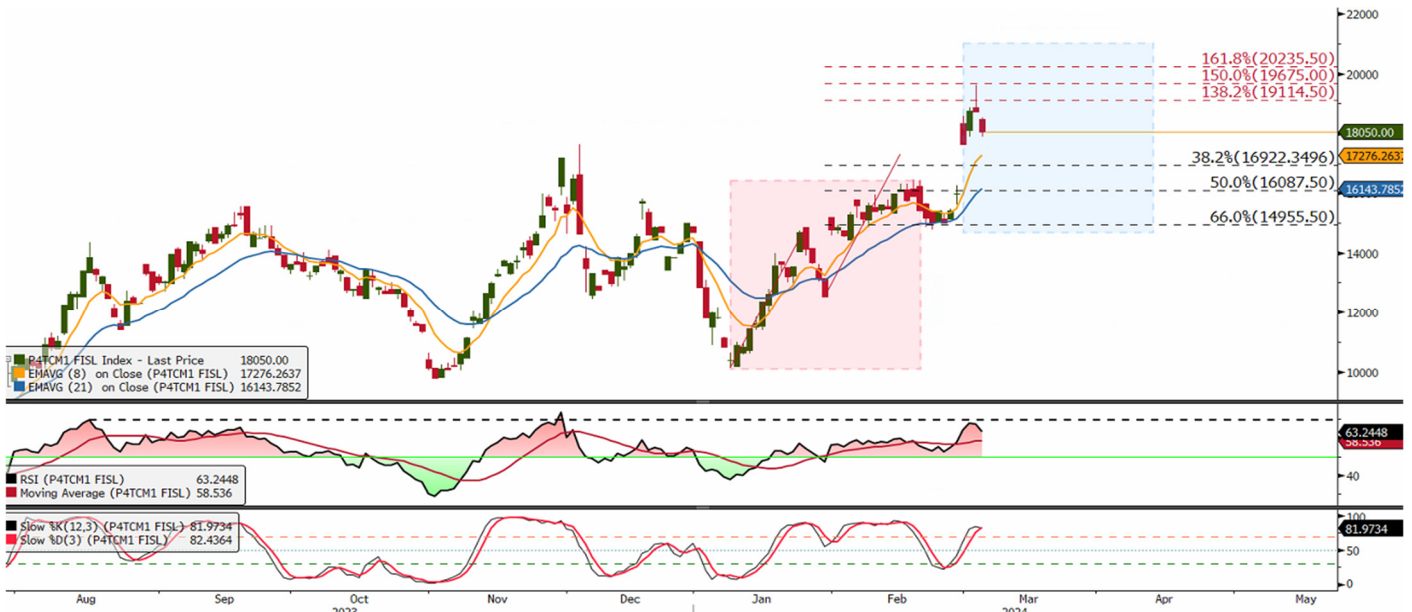 22000
161.8%(20235.50)
20000
150.0%(19675.00)
138.2%(19114.50)
18050.00
38.2%(16922.3496)
17276.2637
50.0%(16087.50)
16143.7852
66.0%(14955.50)
14000
12000
10000
P4TCM1 FISL Index - Last Price 18050.00
EMAVG (8) on Close (P4TCM1 FISL) 17276.2637
EMAVG (21) on Close (P4TCM1 FISL) 16143.7852
63.2448
58.536
40
RSI (P4TCM1 FISL) 63.2448
Moving Average (P4TCM1 FISL) 58.536
100
81.9734
50
0
Slow %K(12,3) (P4TCM1 FISL) 81.9734
Slow %D(3) (P4TCM1 FISL) 82.4364
Aug Sep Oct Nov Dec Jan Feb Mar Apr May
2023 2024